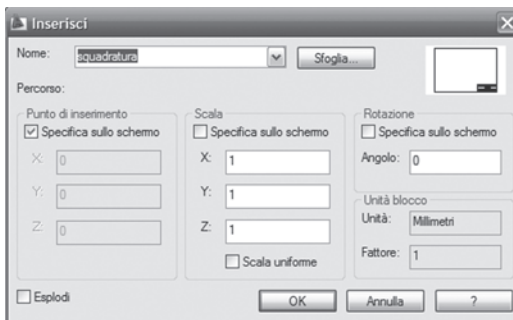 Inserisci
Nome: squadratura Sfoglia...
Percorso:
Punto di inserimento
Specifica sullo schermo
X: 0
Y: 0
Z: 0
Scala
Specifica sullo schermo
X: 1
Y: 1
Z: 1
Scala uniforme
Rotazione
Specifica sullo schermo
Angolo: 0
Unità blocco
Unità: Millimetri
Fattore: 1
Esplodi
OK Annulla ?